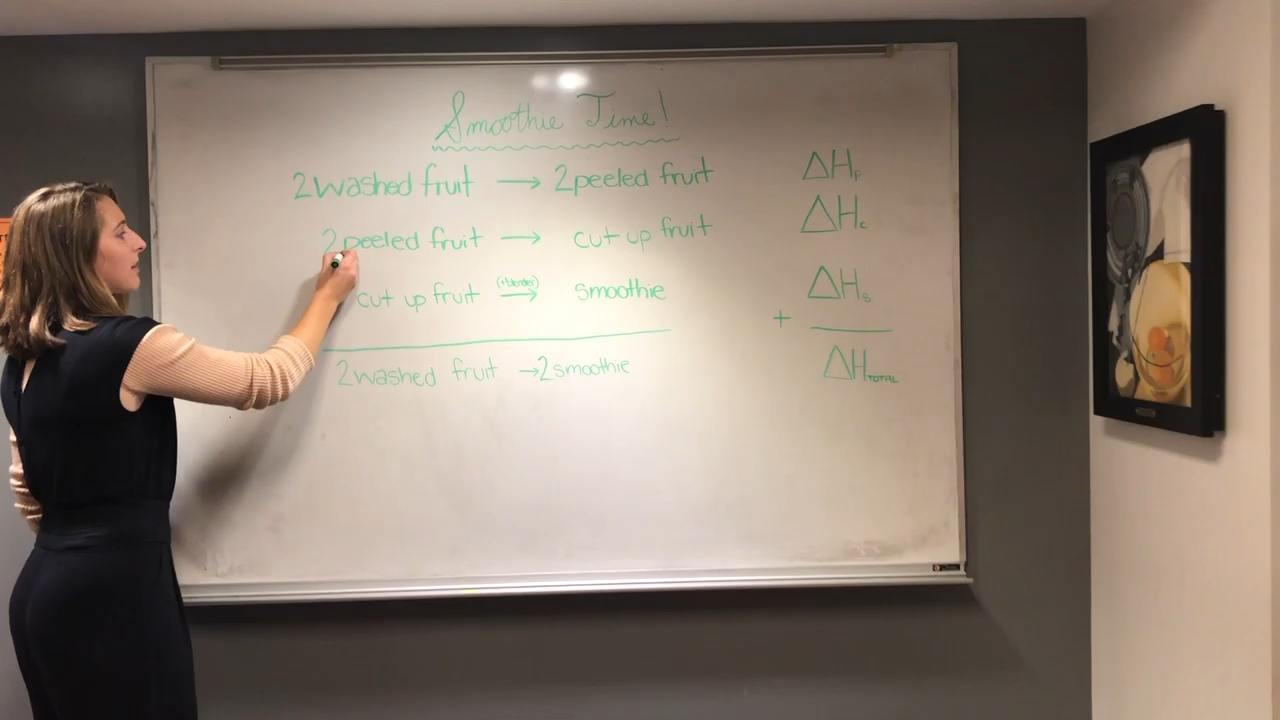 Smoothie Time!
2 washed fruit → 2 peeled fruit ΔHp
2 peeled fruit → cut up fruit ΔHc
cut up fruit (+blender) → smoothie ΔHs
+
2 washed fruit → 2 smoothie ΔHTOTAL